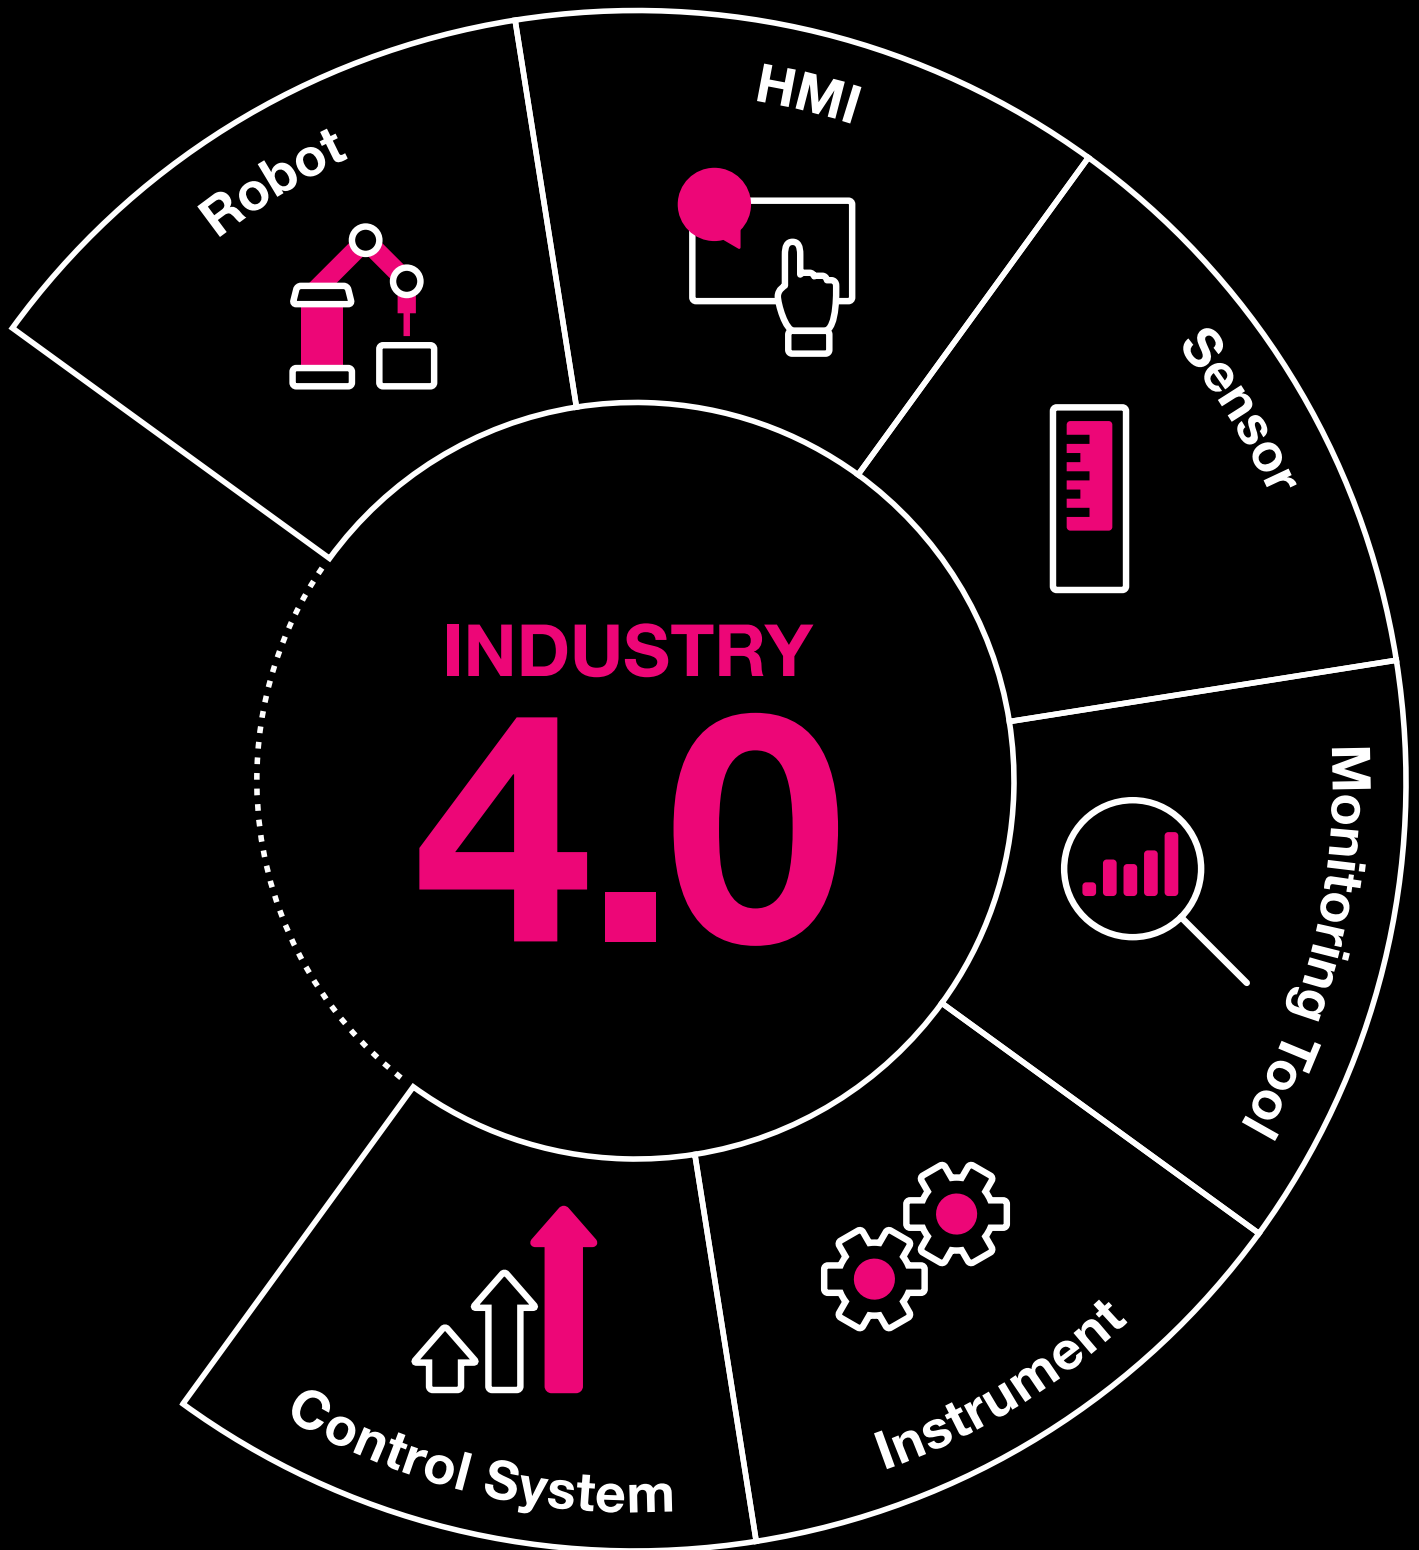 Robot
HMI
Sensor
Monitoring Tool
Instrument
Control System
INDUSTRY
4.0